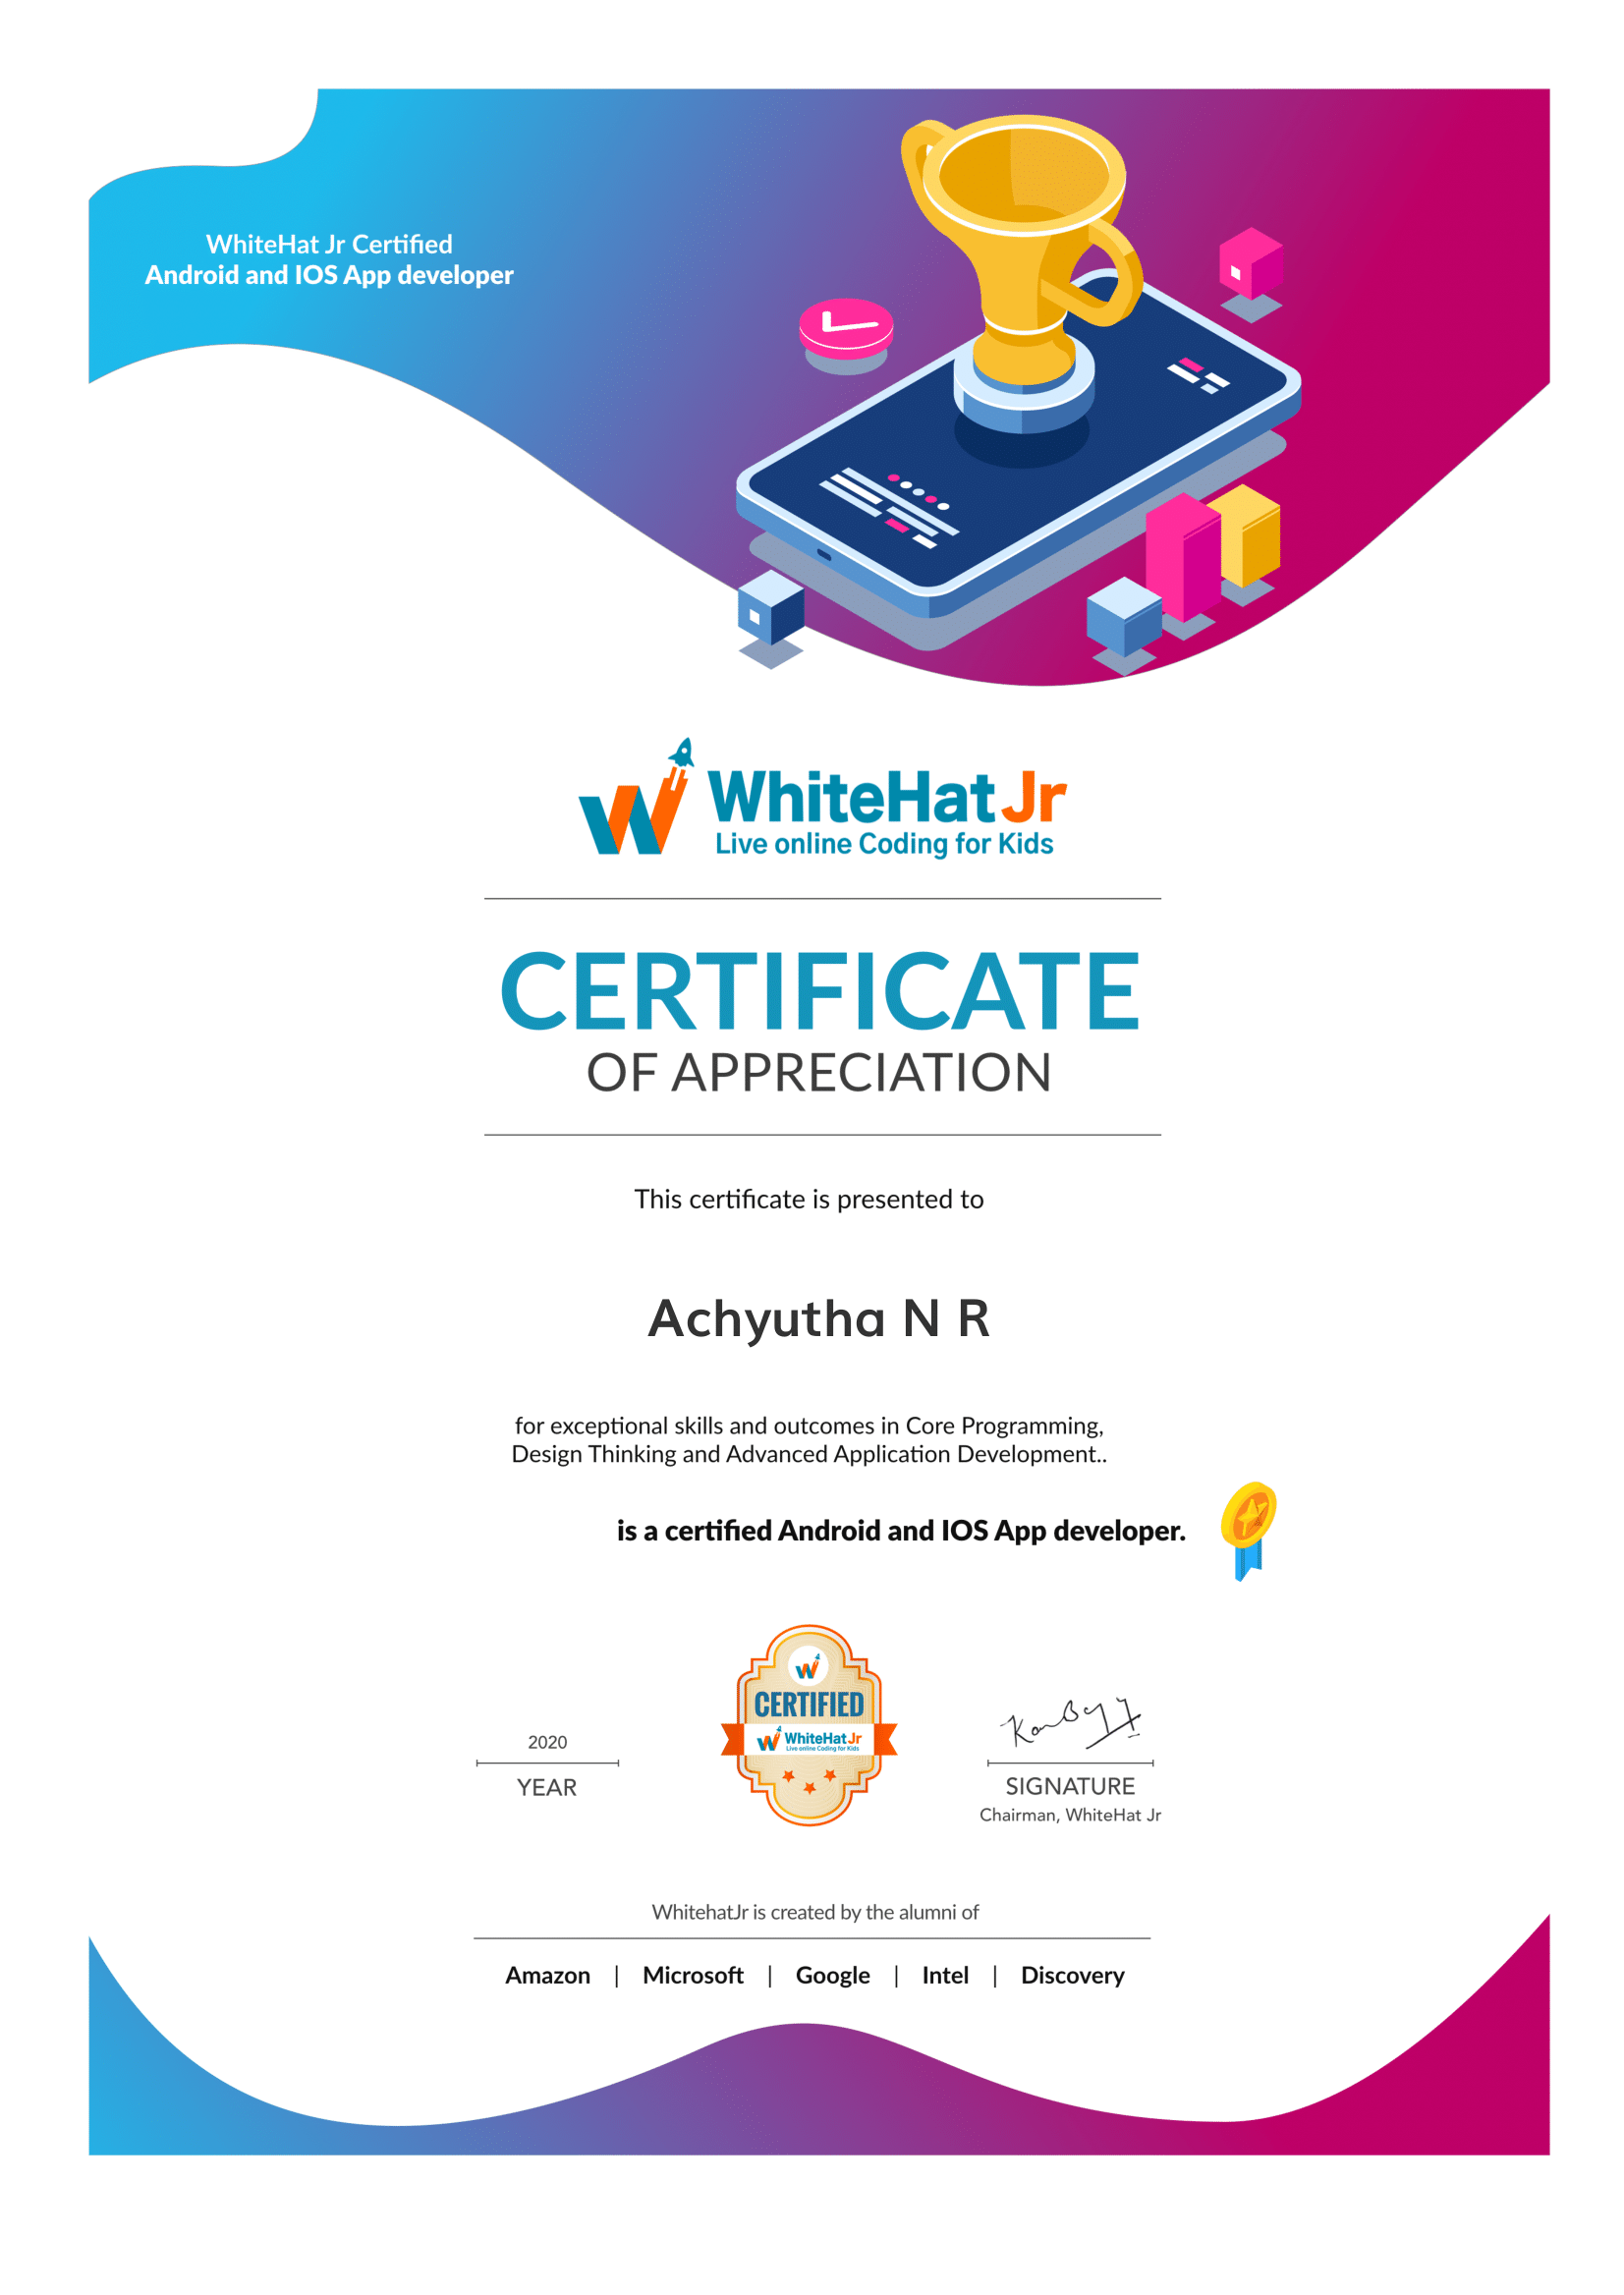 WhiteHat Jr Certified
Android and IOS App developer
WhiteHat Jr
Live online Coding for Kids
CERTIFICATE
OF APPRECIATION
This certificate is presented to
Achyutha N R
for exceptional skills and outcomes in Core Programming,
Design Thinking and Advanced Application Development..
is a certified Android and IOS App developer.
CERTIFIED
WhiteHat Jr
Live online Coding for Kids
2020
YEAR
SIGNATURE
Chairman, WhiteHat Jr
WhitehatJr is created by the alumni of
Amazon | Microsoft | Google | Intel | Discovery